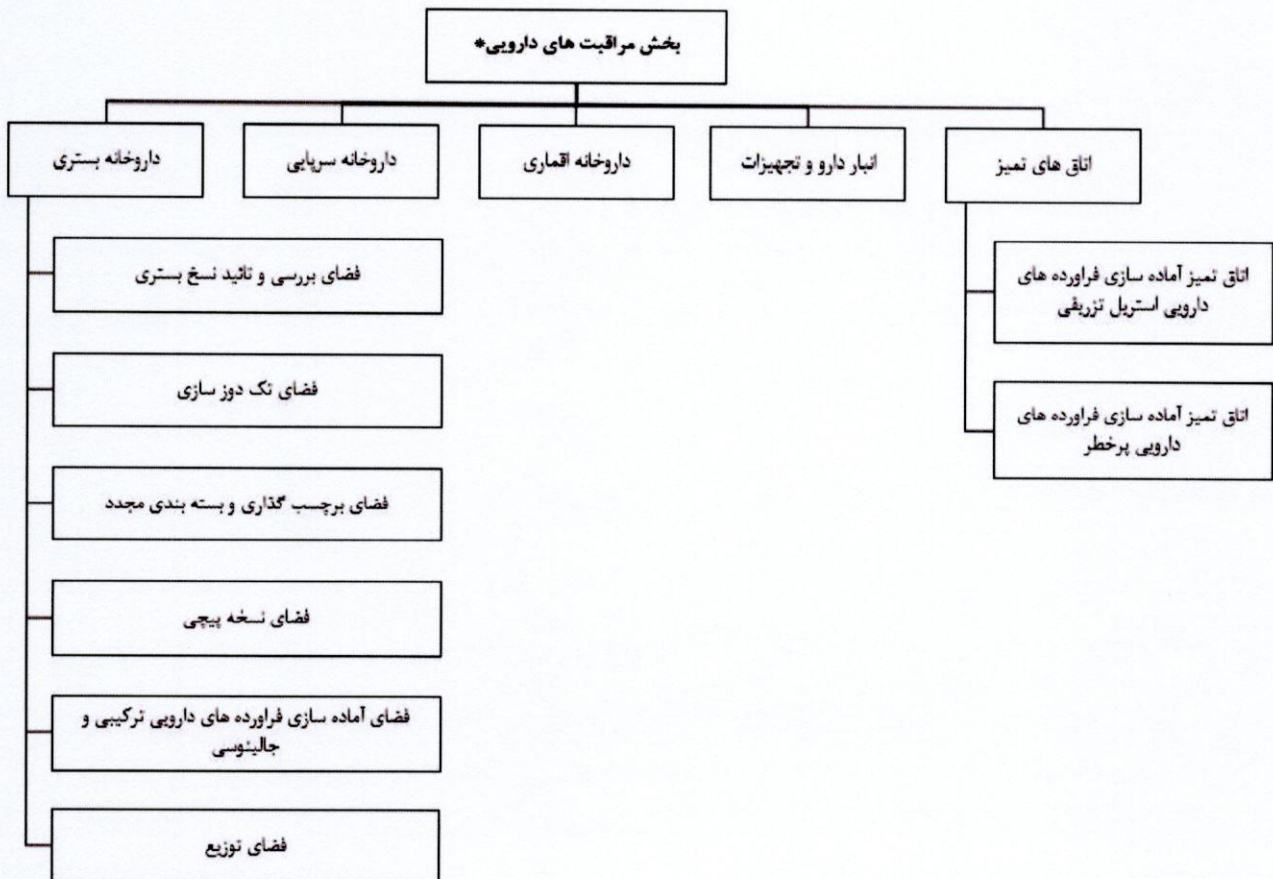 بخش مراقبت های دارویی*
اتاق های تمیز
انبار دارو و تجهیزات
داروخانه اقماری
داروخانه سرپایی
داروخانه بستری
اتاق تمیز آماده سازی فراورده های
دارویی استریل تزریقی
اتاق تمیز آماده سازی فراورده های
دارویی پرخطر
فضای بررسی و تائید نسخ بستری
فضای تک دوز سازی
فضای برچسب گذاری و بسته بندی مجدد
فضای نسخه پیچی
فضای آماده سازی فراورده های دارویی ترکیبی و
جالینوسی
فضای توزیع